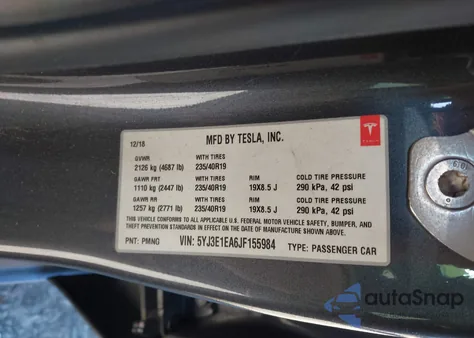 12/18 MFD BY TESLA, INC.
TESLA
GVWR WITH TIRES
2126 kg (4687 lb) 235/40R19
GAWR FRT WITH TIRES RIM COLD TIRE PRESSURE
1110 kg (2447 lb) 235/40R19 19X8.5 J 290 kPa, 42 psi
GAWR RR WITH TIRES RIM COLD TIRE PRESSURE
1257 kg (2771 lb) 235/40R19 19X8.5 J 290 kPa, 42 psi
THIS VEHICLE CONFORMS TO ALL APPLICABLE U.S. FEDERAL MOTOR VEHICLE SAFETY, BUMPER, AND
THEFT PREVENTION STANDARDS IN EFFECT ON THE DATE OF MANUFACTURE SHOWN ABOVE.
PNT: PMNG VIN: 5YJ3E1EA6JF155984 TYPE: PASSENGER CAR
autoSnap